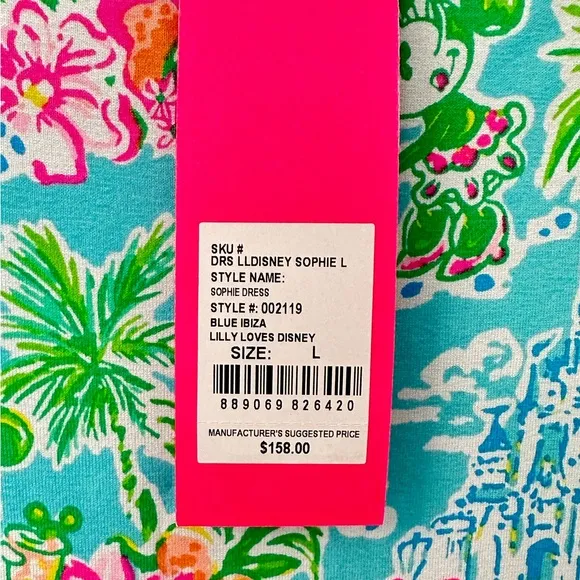 SKU #
DRS LLDISNEY SOPHIE L
STYLE NAME:
SOPHIE DRESS
STYLE #: 002119
BLUE IBIZA
LILLY LOVES DISNEY
SIZE: L
889069 826420
MANUFACTURER'S SUGGESTED PRICE
$158.00